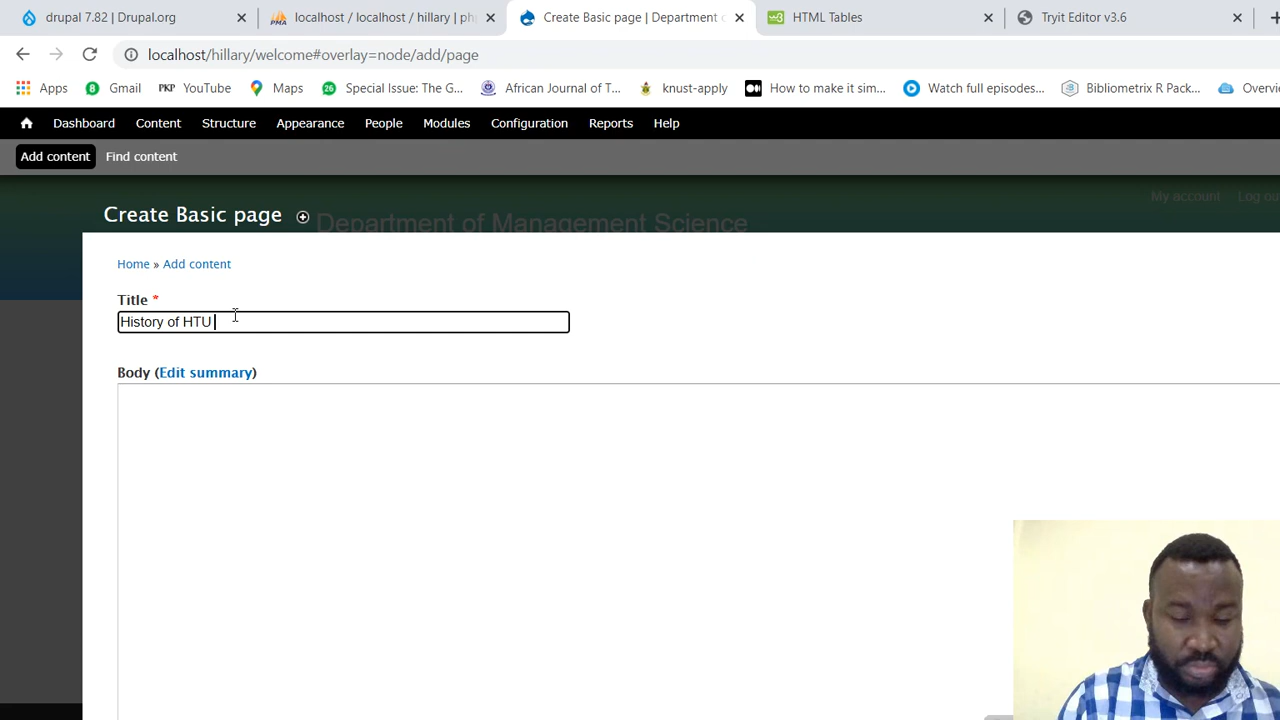 drupal 7.82 | Drupal.org
localhost / localhost / hillary | ph
Create Basic page | Department
HTML Tables
Tryit Editor v3.6
localhost/hillary/welcome#overlay=node/add/page
Apps
8 Gmail
PKP YouTube
Maps
26 Special Issue: The G...
African Journal of T...
knust-apply
How to make it sim...
Watch full episodes...
Bibliometrix R Pack...
Overvi
Dashboard Content Structure Appearance People Modules Configuration Reports Help
Add content Find content
My account Log ou
Create Basic page
Department of Management Science
Home » Add content
Title *
History of HTU
Body (Edit summary)